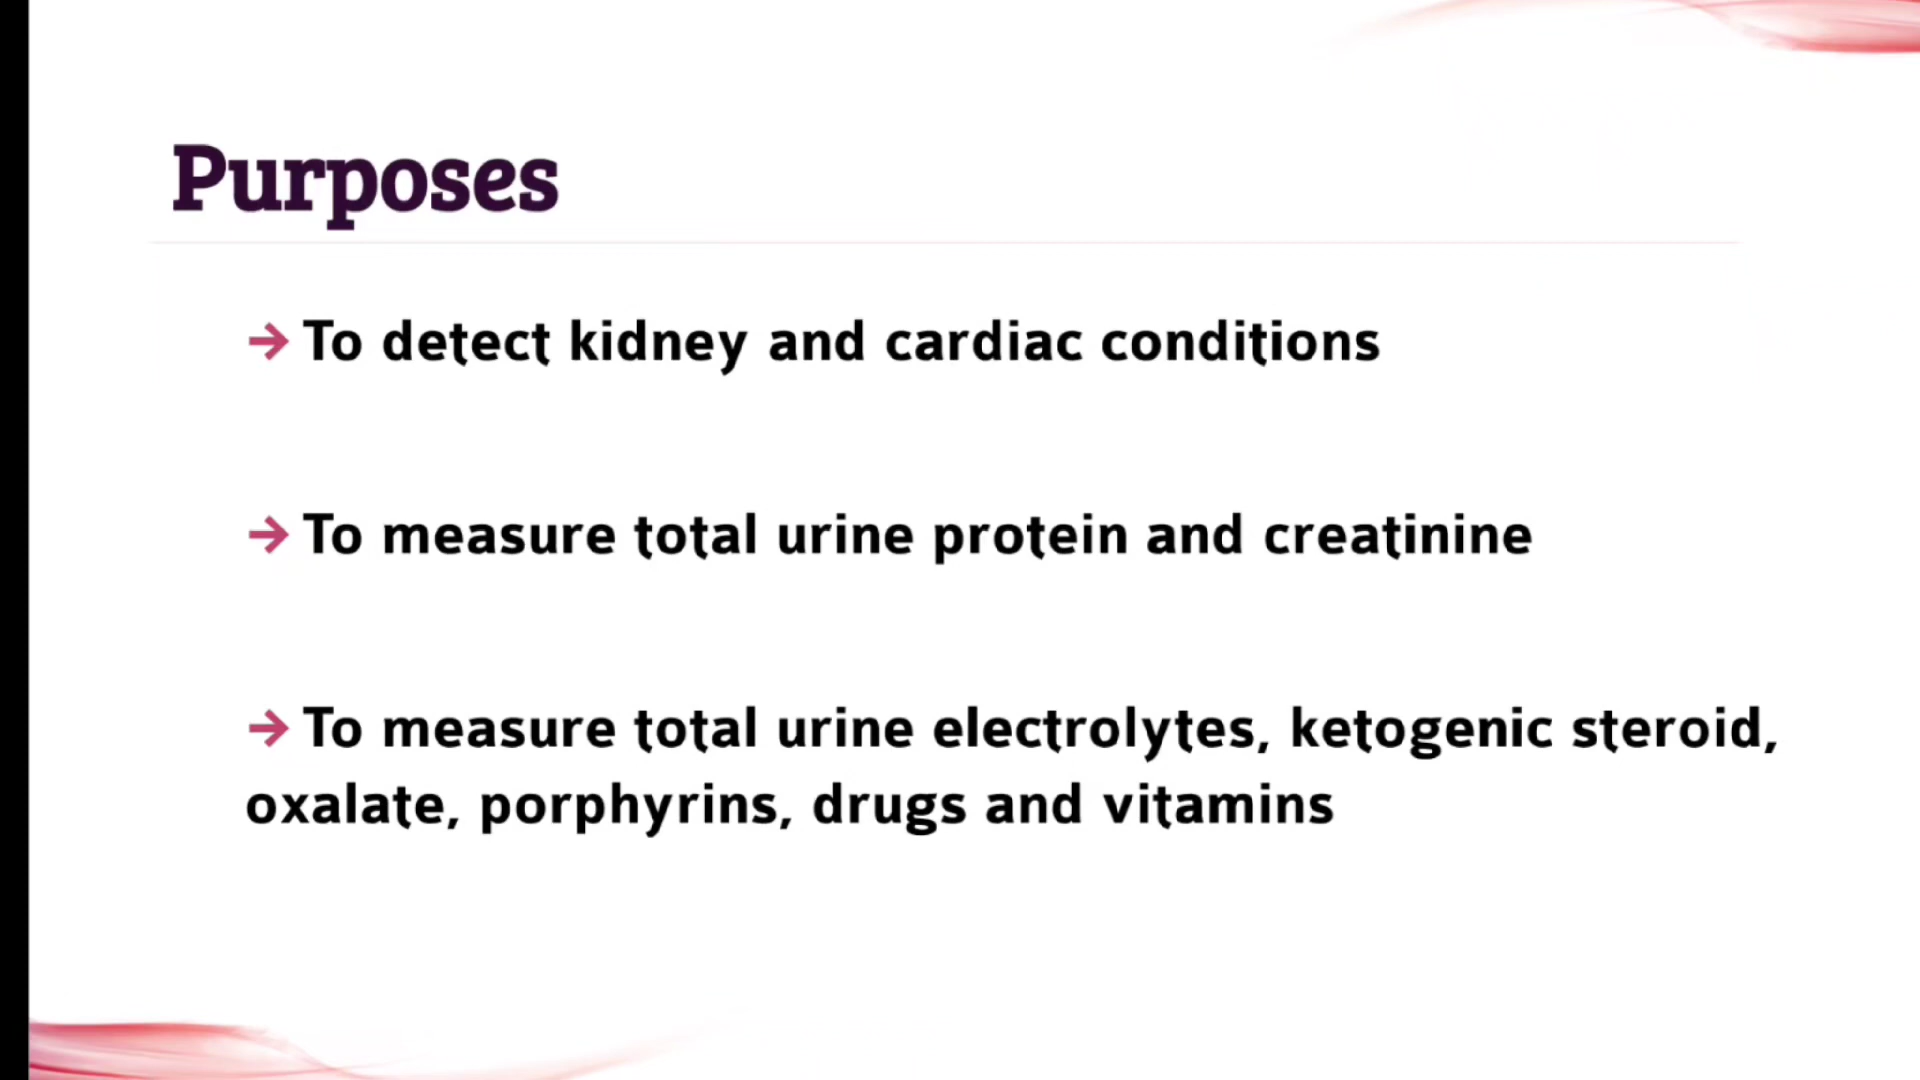 Purposes
→ To detect kidney and cardiac conditions
→ To measure total urine protein and creatinine
→ To measure total urine electrolytes, ketogenic steroid,
oxalate, porphyrins, drugs and vitamins